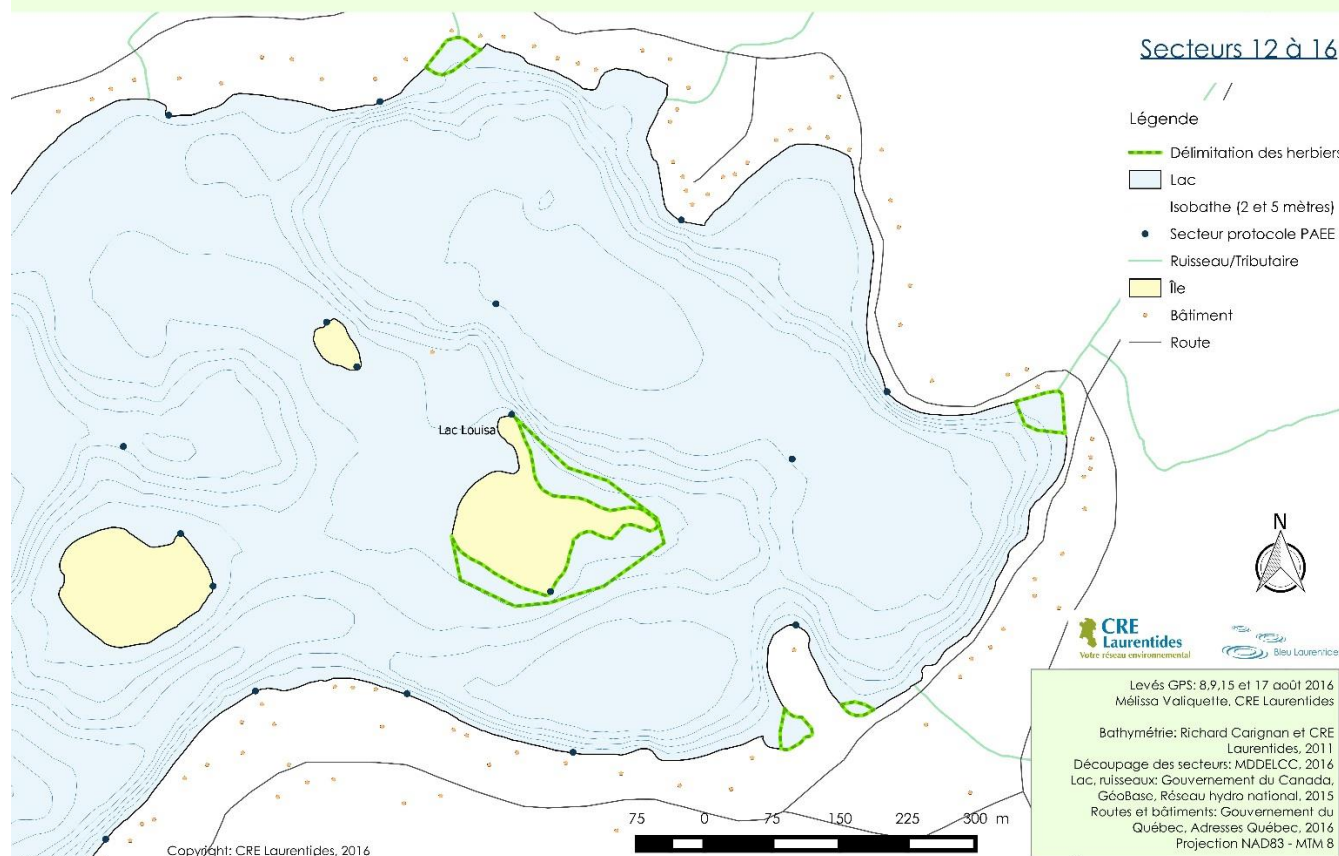 Secteurs 12 à 16
Légende
Délimitation des herbiers
Lac
Isobathe (2 et 5 mètres)
Secteur protocole PAEE
Ruisseau/Tributaire
Île
Bâtiment
Route
Lac Louisa
N
CRE
Laurentides
Votre réseau environnemental
Bleu Laurentides
Levés GPS: 8,9,15 et 17 août 2016
Mélissa Valiquette, CRE Laurentides
Bathymétrie: Richard Carignan et CRE
Laurentides, 2011
Découpage des secteurs: MDDELCC, 2016
Lac, ruisseaux: Gouvernement du Canada,
GéoBase, Réseau hydro national, 2015
Routes et bâtiments: Gouvernement du
Québec, Adresses Québec, 2016
Projection NAD83 - MTM 8
75 0 75 150 225 300 m
Copyright: CRE Laurentides, 2016